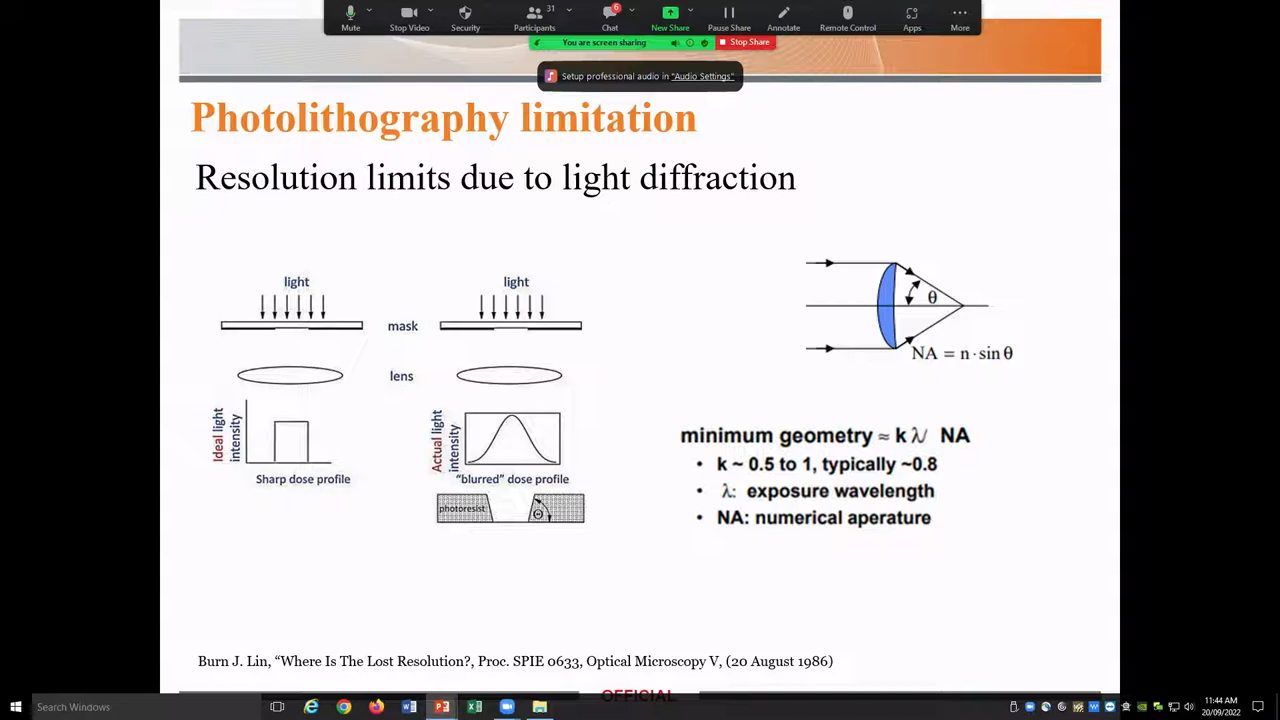 31
6
Mute
Stop Video
Security
Participants
Chat
New Share
Pause Share
Annotate
Remote Control
Apps
More
You are screen sharing
Stop Share
Setup professional audio in "Audio Settings"
Photolithography limitation
Resolution limits due to light diffraction
light
light
mask
lens
Ideal light
intensity
Sharp dose profile
Actual light
intensity
“blurred” dose profile
photoresist
Θ
θ
NA = n · sin θ
minimum geometry ≈ k λ/ NA
• k ~ 0.5 to 1, typically ~0.8
• λ: exposure wavelength
• NA: numerical aperature
Burn J. Lin, “Where Is The Lost Resolution?, Proc. SPIE 0633, Optical Microscopy V, (20 August 1986)
OFFICIAL
Search Windows
11:44 AM
20/09/2022